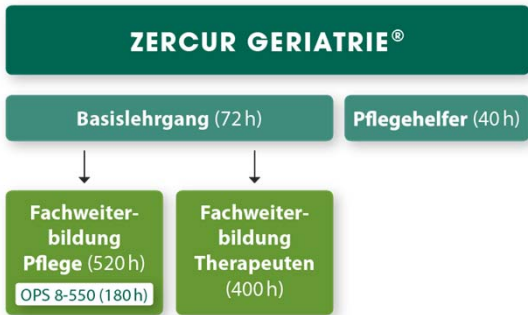 ZERCUR GERIATRIE®
Basislehrgang (72 h)
Pflegehelfer (40 h)
Fachweiter-
bildung
Pflege (520 h)
OPS 8-550 (180 h)
Fachweiter-
bildung
Therapeuten
(400 h)